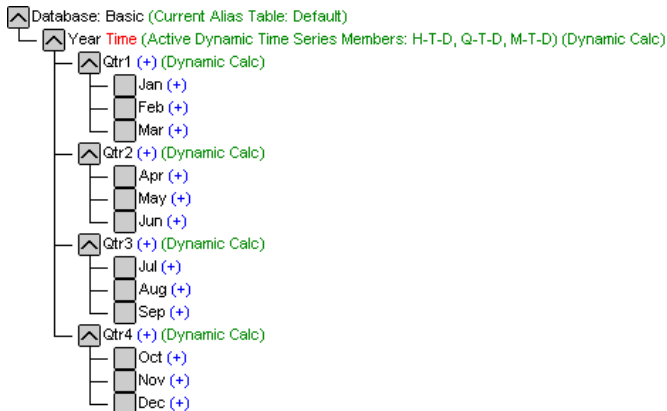 Database: Basic (Current Alias Table: Default)
Year Time (Active Dynamic Time Series Members: H-T-D, Q-T-D, M-T-D) (Dynamic Calc)
Qtr1 (+) (Dynamic Calc)
Jan (+)
Feb (+)
Mar (+)
Qtr2 (+) (Dynamic Calc)
Apr (+)
May (+)
Jun (+)
Qtr3 (+) (Dynamic Calc)
Jul (+)
Aug (+)
Sep (+)
Qtr4 (+) (Dynamic Calc)
Oct (+)
Nov (+)
Dec (+)